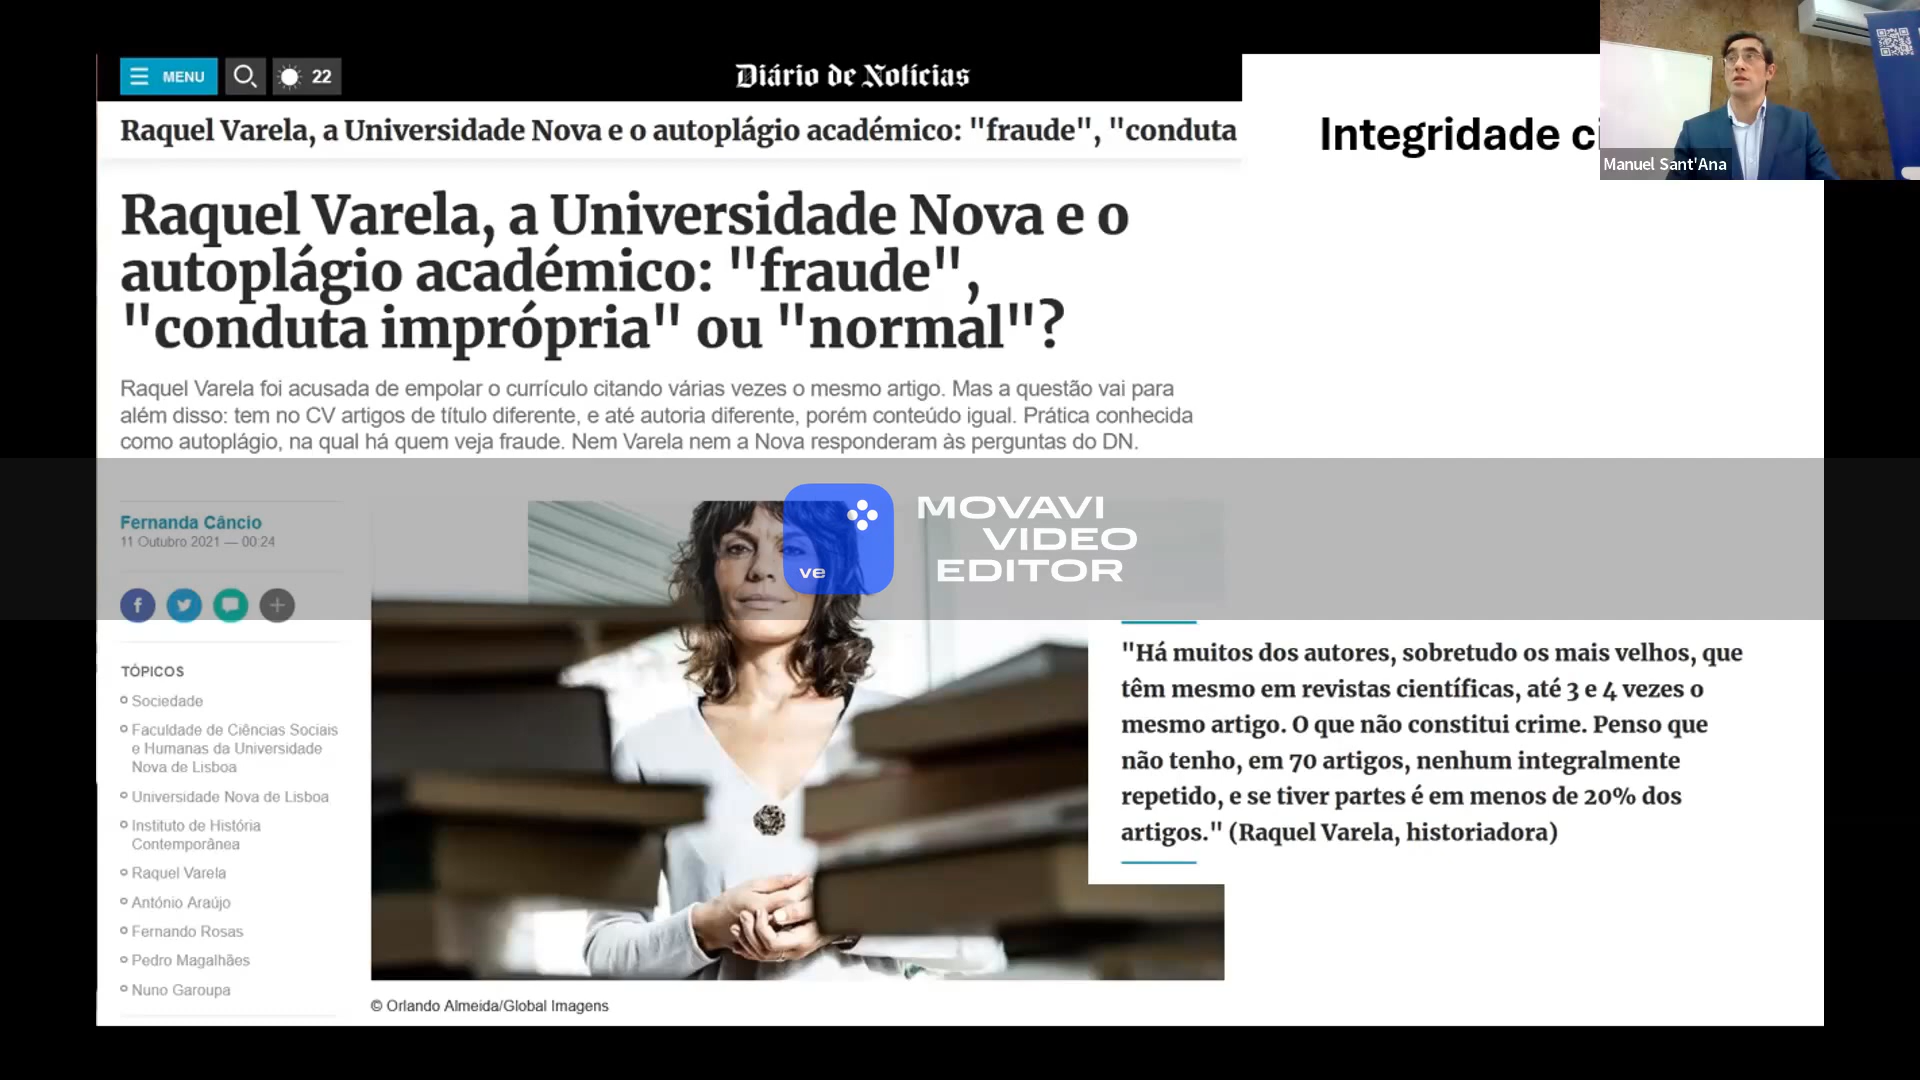 MENU
22
Diário de Notícias
Raquel Varela, a Universidade Nova e o autoplágio académico: "fraude", "conduta
Integridade
Manuel Sant'Ana
Raquel Varela, a Universidade Nova e o
autoplágio académico: "fraude",
"conduta imprópria" ou "normal"?
Raquel Varela foi acusada de empolar o currículo citando várias vezes o mesmo artigo. Mas a questão vai para
além disso: tem no CV artigos de título diferente, e até autoria diferente, porém conteúdo igual. Prática conhecida
como autoplágio, na qual há quem veja fraude. Nem Varela nem a Nova responderam às perguntas do DN.
Fernanda Câncio
11 Outubro 2021 — 00:24
ve
MOVAVI
VIDEO
EDITOR
TÓPICOS
Sociedade
Faculdade de Ciências Sociais
e Humanas da Universidade
Nova de Lisboa
Universidade Nova de Lisboa
Instituto de História
Contemporânea
Raquel Varela
António Araújo
Fernando Rosas
Pedro Magalhães
Nuno Garoupa
"Há muitos dos autores, sobretudo os mais velhos, que
têm mesmo em revistas científicas, até 3 e 4 vezes o
mesmo artigo. O que não constitui crime. Penso que
não tenho, em 70 artigos, nenhum integralmente
repetido, e se tiver partes é em menos de 20% dos
artigos." (Raquel Varela, historiadora)
© Orlando Almeida/Global Imagens